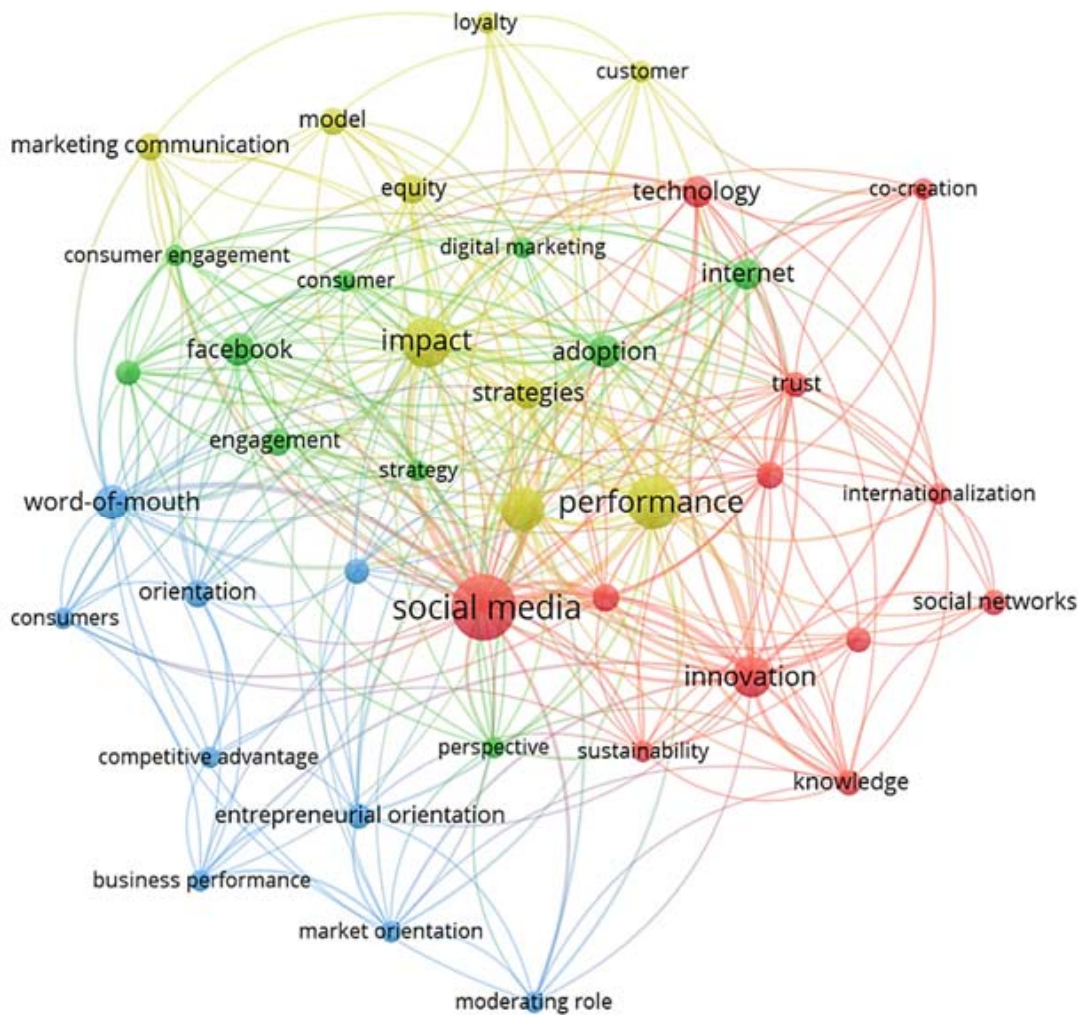 loyalty
customer
model
marketing communication
equity
technology
co-creation
digital marketing
consumer engagement
internet
consumer
impact
facebook
adoption
trust
strategies
engagement
strategy
word-of-mouth
performance
internationalization
orientation
social media
social networks
consumers
innovation
perspective
sustainability
competitive advantage
knowledge
entrepreneurial orientation
business performance
market orientation
moderating role